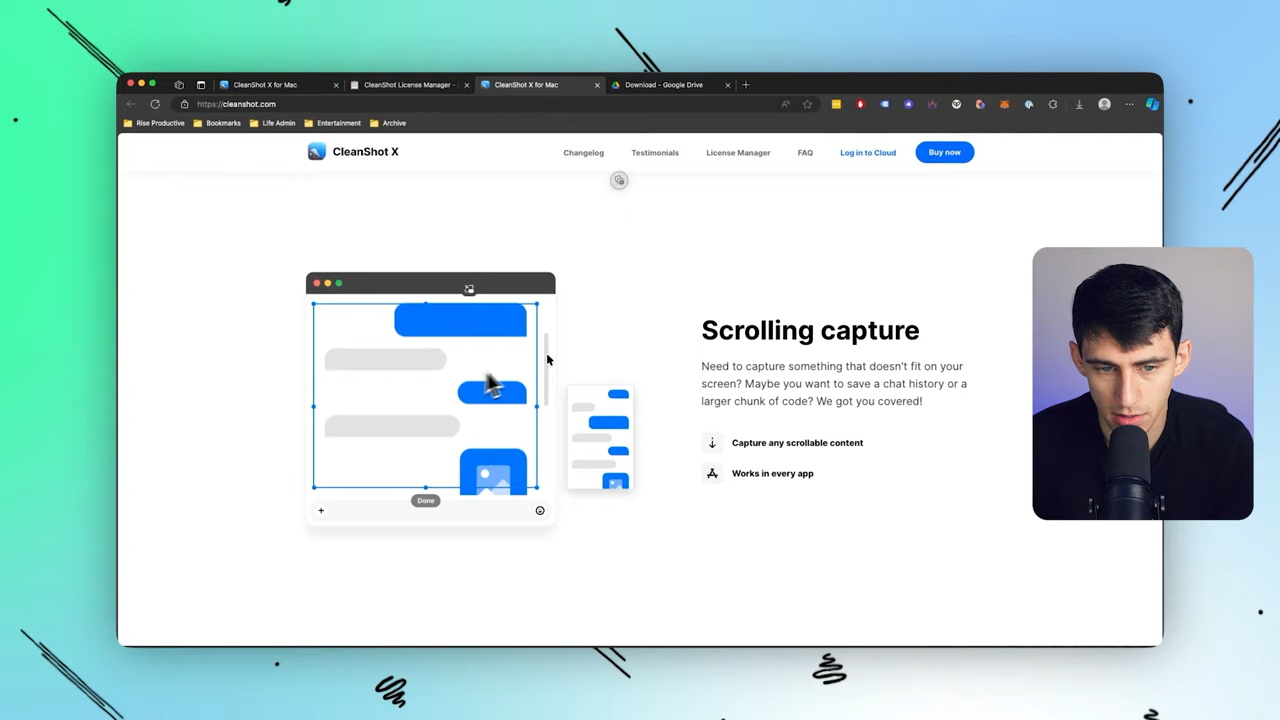 CleanShot X for Mac
CleanShot License Manager -
CleanShot X for Mac
Download - Google Drive
https://cleanshot.com
Rise Productive
Bookmarks
Life Admin
Entertainment
Archive
CleanShot X
Changelog
Testimonials
License Manager
FAQ
Log in to Cloud
Buy now
Scrolling capture
Need to capture something that doesn't fit on your
screen? Maybe you want to save a chat history or a
larger chunk of code? We got you covered!
Capture any scrollable content
Works in every app
Done